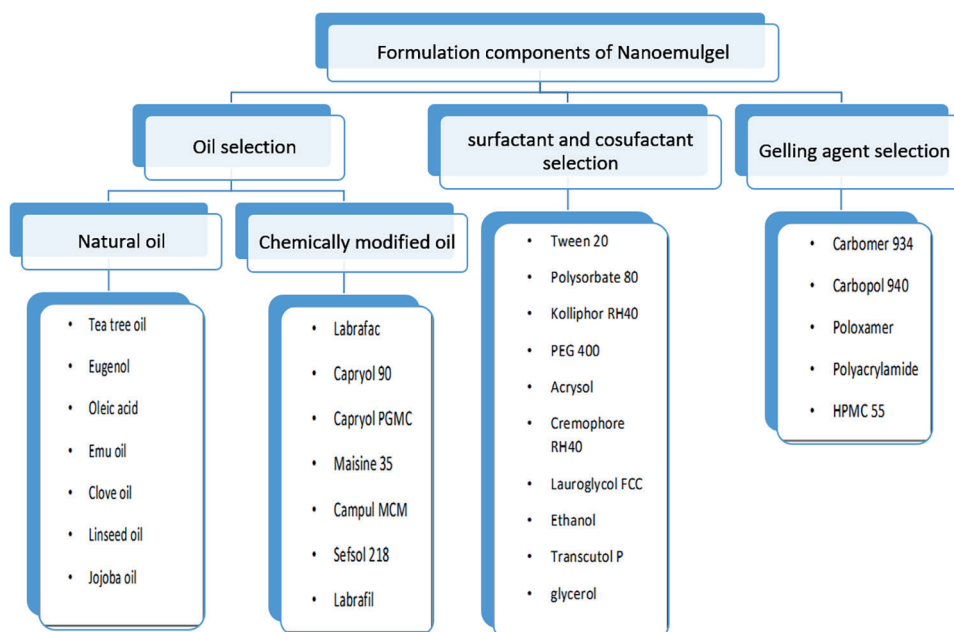 Formulation components of Nanoemulgel
Oil selection
surfactant and cosufactant
selection
Gelling agent selection
Natural oil
Chemically modified oil
• Tea tree oil
• Eugenol
• Oleic acid
• Emu oil
• Clove oil
• Linseed oil
• Jojoba oil
• Labrafac
• Capryol 90
• Capryol PGMC
• Maisine 35
• Campul MCM
• Sefsol 218
• Labrafil
• Tween 20
• Polysorbate 80
• Kolliphor RH40
• PEG 400
• Acrysol
• Cremophore
RH40
• Lauroglycol FCC
• Ethanol
• Transcutol P
• glycerol
• Carbomer 934
• Carbopol 940
• Poloxamer
• Polyacrylamide
• HPMC 55